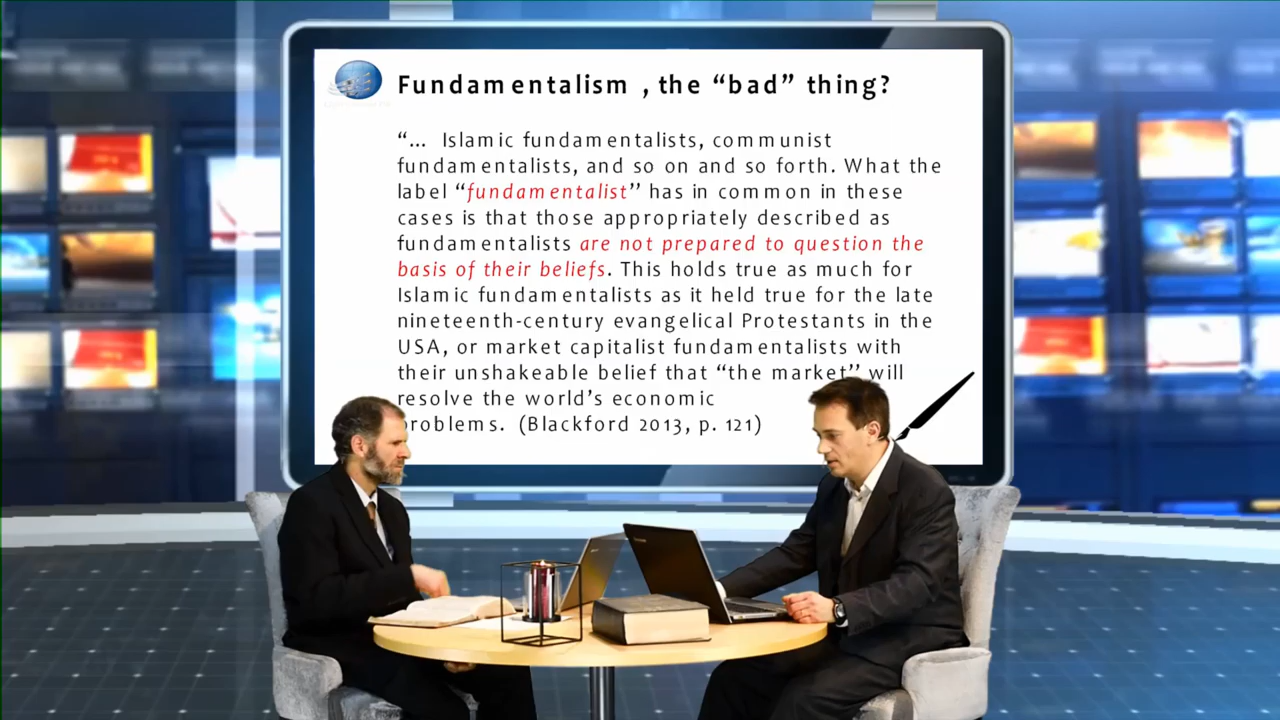 Fundamentalism , the “bad” thing?
“... Islamic fundamentalists, communist
fundamentalists, and so on and so forth. What the
label “fundamentalist” has in common in these
cases is that those appropriately described as
fundamentalists are not prepared to question the
basis of their beliefs. This holds true as much for
Islamic fundamentalists as it held true for the late
nineteenth-century evangelical Protestants in the
USA, or market capitalist fundamentalists with
their unshakeable belief that “the market” will
resolve the world’s economic
problems. (Blackford 2013, p. 121)